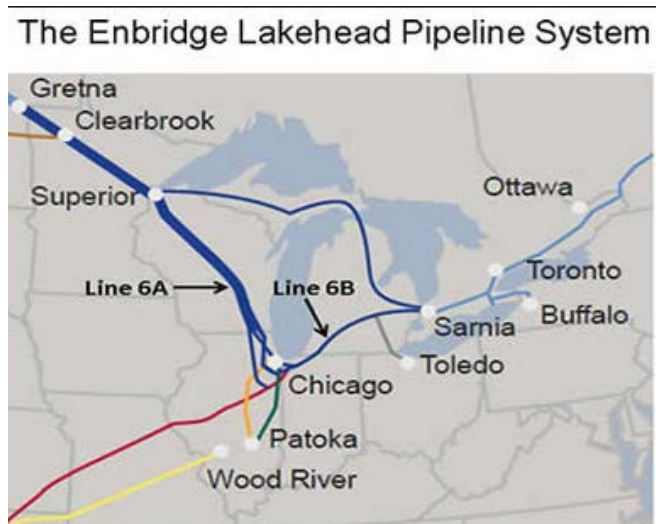 The Enbridge Lakehead Pipeline System
Gretna
Clearbrook
Superior
Ottawa
Line 6A
Line 6B
Toronto
Buffalo
Sarnia
Toledo
Chicago
Patoka
Wood River